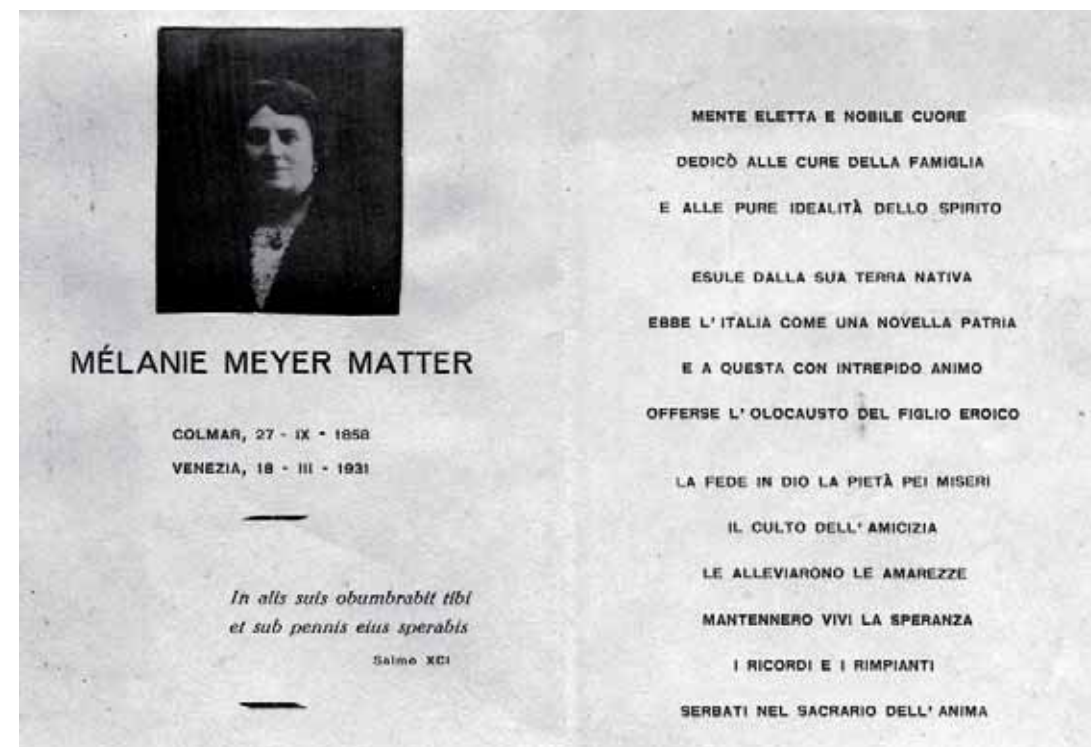 MÉLANIE MEYER MATTER
COLMAR, 27 - IX - 1858
VENEZIA, 18 - III - 1931
In alis suis obumbrabit tibi
et sub pennis eius sperabis
Salmo XCI
MENTE ELETTA E NOBILE CUORE
DEDICÒ ALLE CURE DELLA FAMIGLIA
E ALLE PURE IDEALITÀ DELLO SPIRITO
ESULE DALLA SUA TERRA NATIVA
EBBE L' ITALIA COME UNA NOVELLA PATRIA
E A QUESTA CON INTREPIDO ANIMO
OFFERSE L' OLOCAUSTO DEL FIGLIO EROICO
LA FEDE IN DIO LA PIETÀ PEI MISERI
IL CULTO DELL' AMICIZIA
LE ALLEVIARONO LE AMAREZZE
MANTENNERO VIVI LA SPERANZA
I RICORDI E I RIMPIANTI
SERBATI NEL SACRARIO DELL' ANIMA